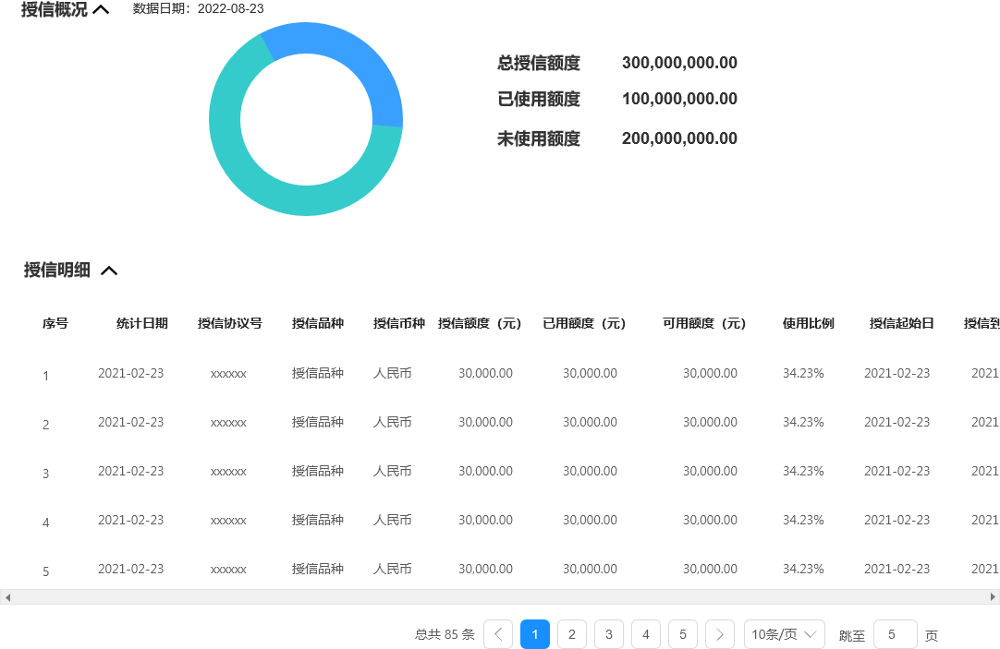 授信概况 数据日期：2022-08-23
总授信额度 300,000,000.00
已使用额度 100,000,000.00
未使用额度 200,000,000.00
授信明细
序号 统计日期 授信协议号 授信品种 授信币种 授信额度（元） 已用额度（元） 可用额度（元） 使用比例 授信起始日 授信到
1 2021-02-23 xxxxxx 授信品种 人民币 30,000.00 30,000.00 30,000.00 34.23% 2021-02-23 2021
2 2021-02-23 xxxxxx 授信品种 人民币 30,000.00 30,000.00 30,000.00 34.23% 2021-02-23 2021
3 2021-02-23 xxxxxx 授信品种 人民币 30,000.00 30,000.00 30,000.00 34.23% 2021-02-23 2021
4 2021-02-23 xxxxxx 授信品种 人民币 30,000.00 30,000.00 30,000.00 34.23% 2021-02-23 2021
5 2021-02-23 xxxxxx 授信品种 人民币 30,000.00 30,000.00 30,000.00 34.23% 2021-02-23 2021
总共 85 条 1 2 3 4 5 10条/页 跳至 5 页